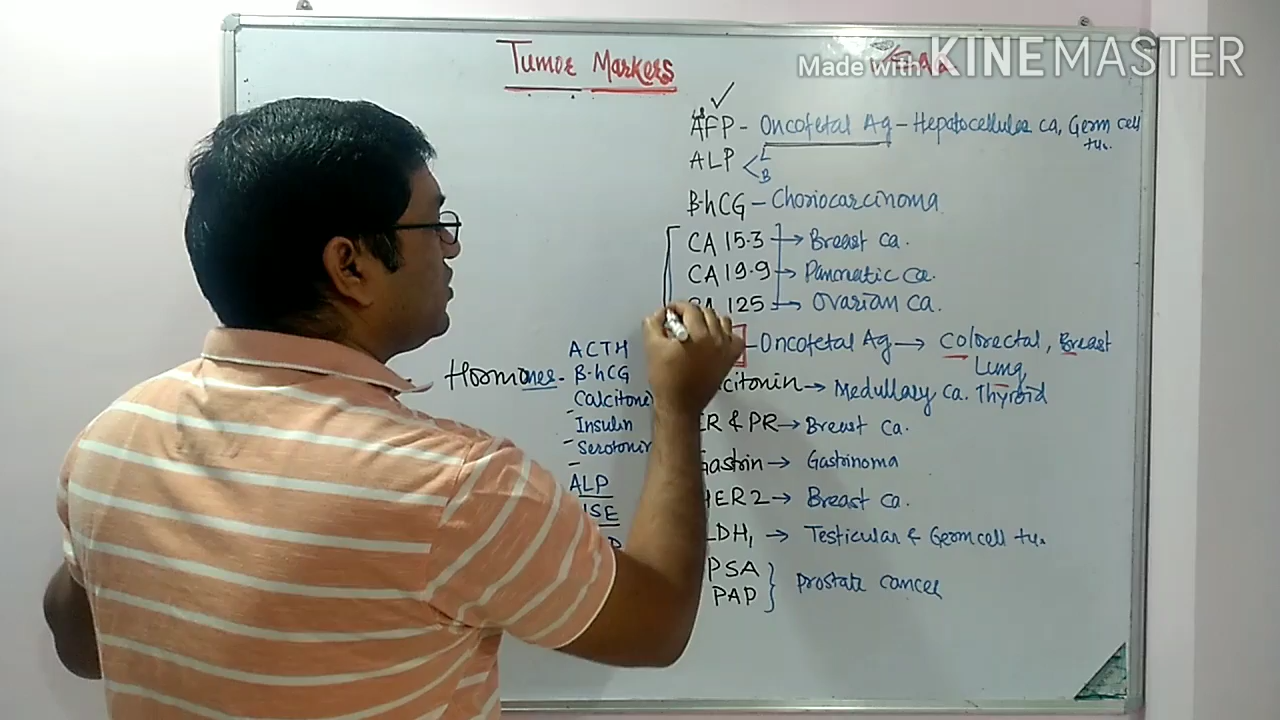 Tumor Markers
Made with KINEMASTER
AFP - Oncofetal Ag - Hepatocellular ca, Germ cell
tu.
ALP < L
B
B-hCG - Choriocarcinoma
CA 15.3 → Breast ca.
CA 19.9 → Pancreatic Ca.
CA 125 → Ovarian Ca.
- Oncofetal Ag → Colorectal, Breast
Lung,
citonin → Medullary Ca. Thyroid
ER & PR → Breast ca.
Gastrin → Gastrinoma
HER 2 → Breast Ca.
LDH1 → Testicular & Germ cell tu.
PSA
PAP } Prostate cancer
Hormones - ACTH
B-hCG
Calcitonin
- Insulin
- Serotonin
-
ALP
NSE